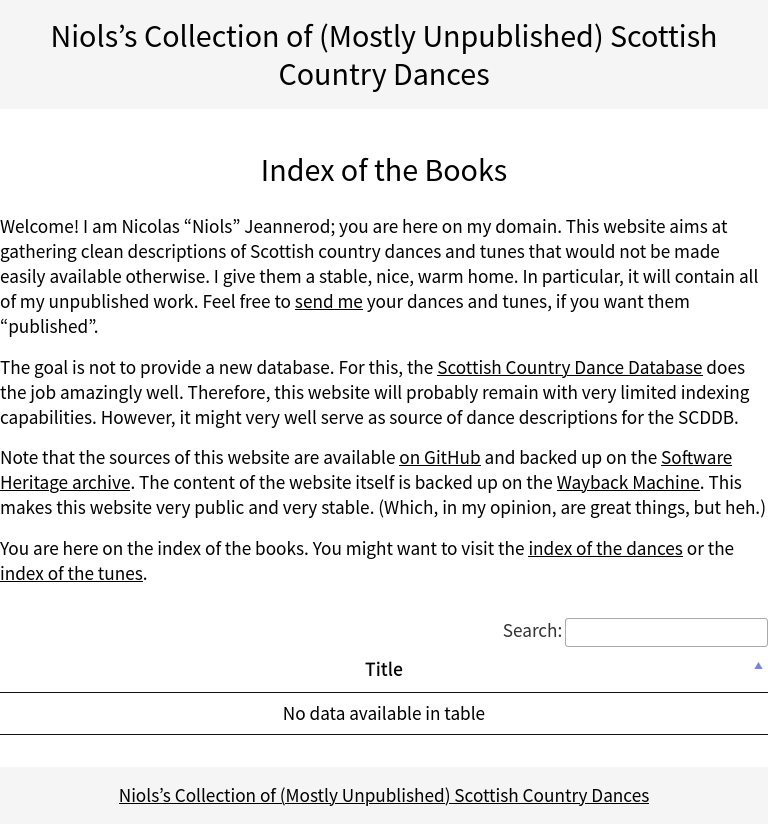 Niols’s Collection of (Mostly Unpublished) Scottish
Country Dances
Index of the Books
Welcome! I am Nicolas “Niols” Jeannerod; you are here on my domain. This website aims at
gathering clean descriptions of Scottish country dances and tunes that would not be made
easily available otherwise. I give them a stable, nice, warm home. In particular, it will contain all
of my unpublished work. Feel free to send me your dances and tunes, if you want them
“published”.
The goal is not to provide a new database. For this, the Scottish Country Dance Database does
the job amazingly well. Therefore, this website will probably remain with very limited indexing
capabilities. However, it might very well serve as source of dance descriptions for the SCDDB.
Note that the sources of this website are available on GitHub and backed up on the Software
Heritage archive. The content of the website itself is backed up on the Wayback Machine. This
makes this website very public and very stable. (Which, in my opinion, are great things, but heh.)
You are here on the index of the books. You might want to visit the index of the dances or the
index of the tunes.
Search:
Title
No data available in table
Niols’s Collection of (Mostly Unpublished) Scottish Country Dances